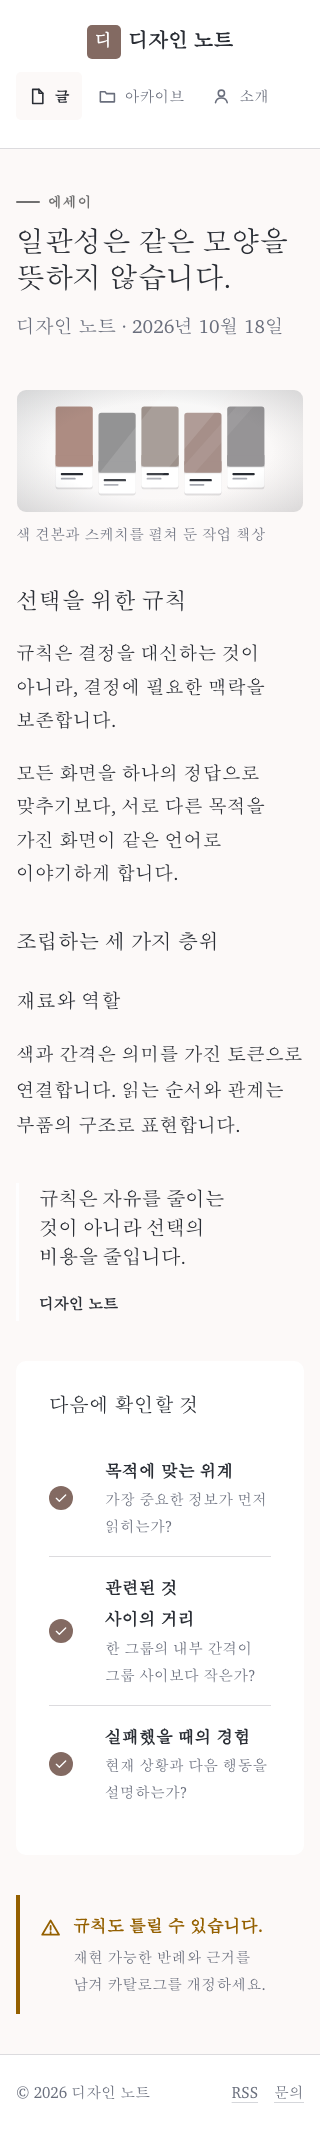 디 디자인 노트
글 아카이브 소개
에세이
일관성은 같은 모양을
뜻하지 않습니다.
디자인 노트 · 2026년 10월 18일
색 견본과 스케치를 펼쳐 둔 작업 책상
선택을 위한 규칙
규칙은 결정을 대신하는 것이
아니라, 결정에 필요한 맥락을
보존합니다.
모든 화면을 하나의 정답으로
맞추기보다, 서로 다른 목적을
가진 화면이 같은 언어로
이야기하게 합니다.
조립하는 세 가지 층위
재료와 역할
색과 간격은 의미를 가진 토큰으로
연결합니다. 읽는 순서와 관계는
부품의 구조로 표현합니다.
규칙은 자유를 줄이는
것이 아니라 선택의
비용을 줄입니다.
디자인 노트
다음에 확인할 것
목적에 맞는 위계
가장 중요한 정보가 먼저
읽히는가?
관련된 것
사이의 거리
한 그룹의 내부 간격이
그룹 사이보다 작은가?
실패했을 때의 경험
현재 상황과 다음 행동을
설명하는가?
규칙도 틀릴 수 있습니다.
재현 가능한 반례와 근거를
남겨 카탈로그를 개정하세요.
© 2026 디자인 노트 RSS 문의